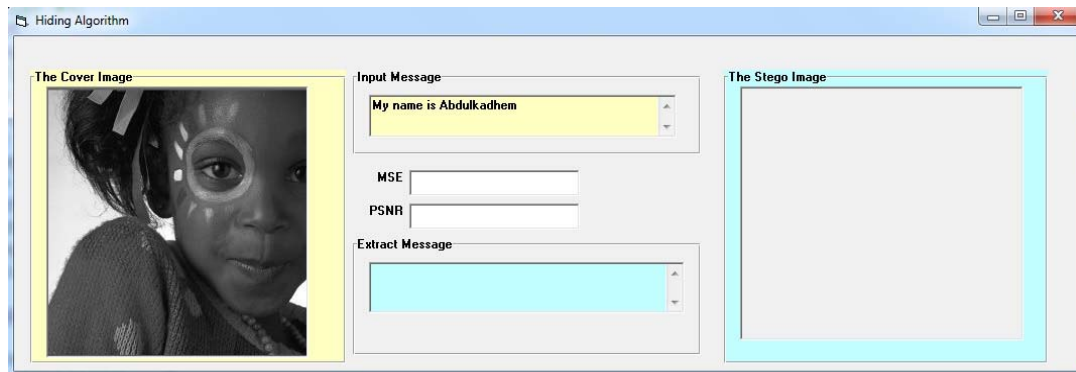 Hiding Algorithm
The Cover Image
Input Message
My name is Abdulkadhem
MSE
PSNR
Extract Message
The Stego Image